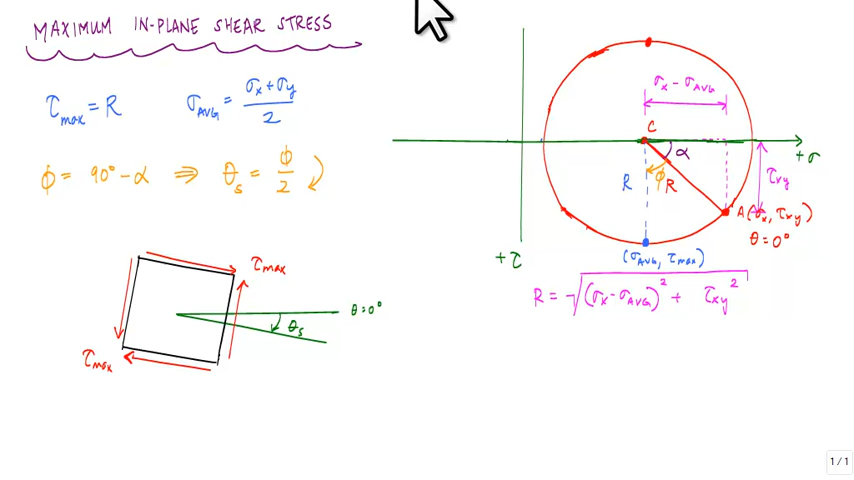 MAXIMUM IN-PLANE SHEAR STRESS
τmax = R
σAVG = (σx + σy)/2
ϕ = 90° - α ⇒ θs = ϕ/2
τmax
θ=0°
θs
τmax
σx - σAVG
C
α
+σ
R
ϕ
R
τxy
A(σx, τxy)
θ=0°
(σAVG, τmax)
+τ
R = √(σx - σAVG)² + τxy²
1/1